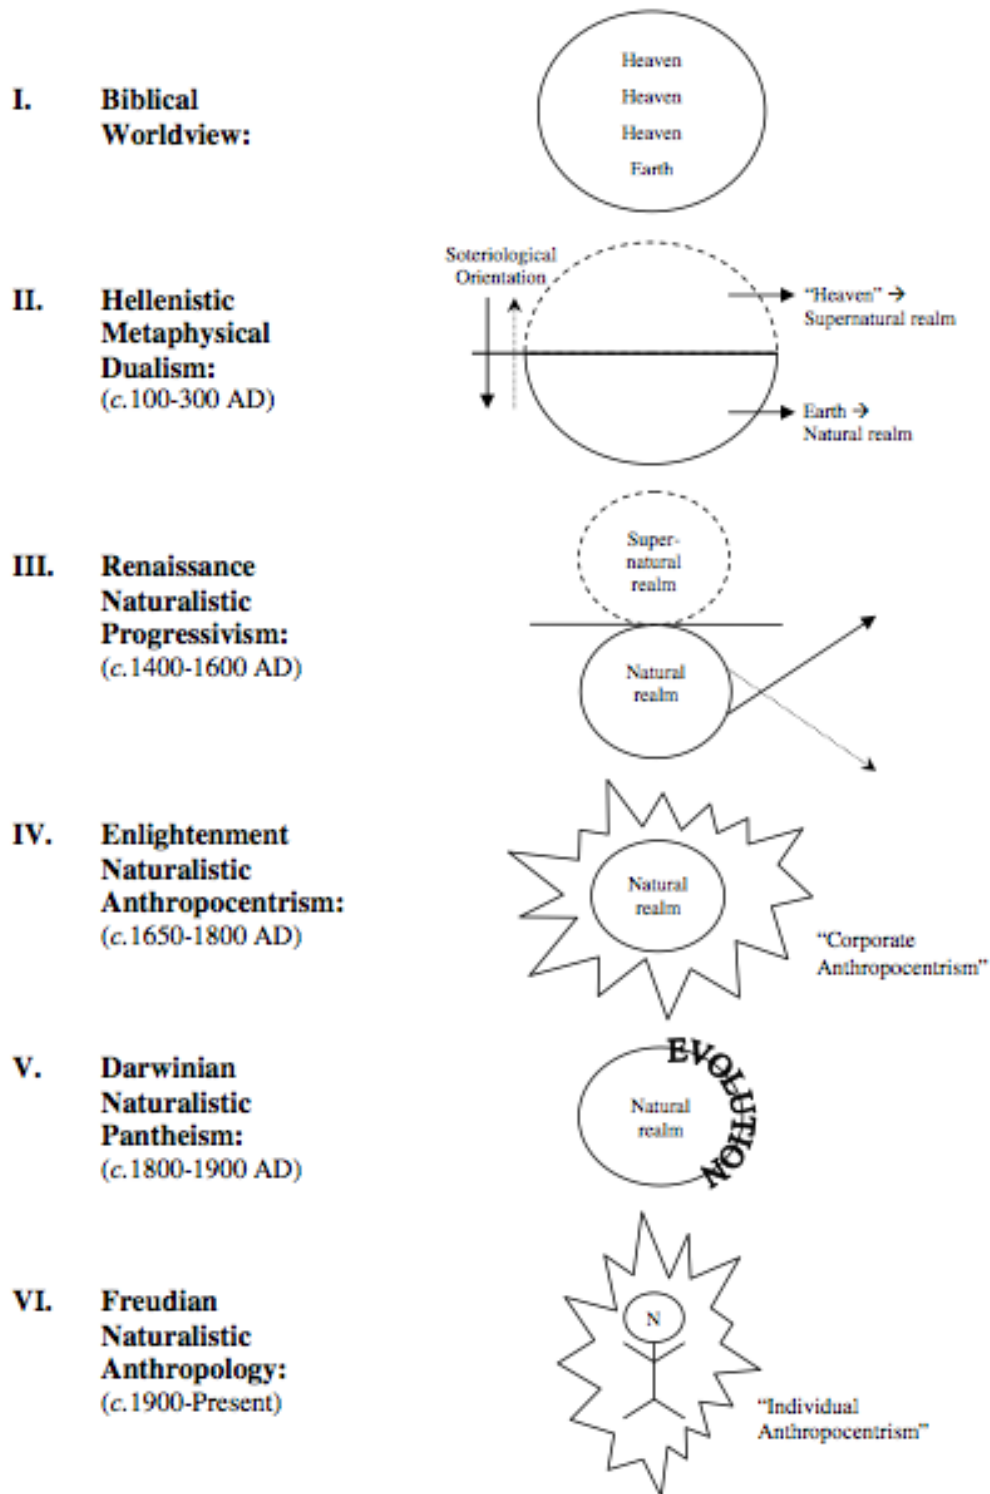 I. Biblical
Worldview:
Heaven
Heaven
Heaven
Earth
II. Hellenistic
Metaphysical
Dualism:
(c.100-300 AD)
Soteriological
Orientation
“Heaven” →
Supernatural realm
Earth →
Natural realm
III. Renaissance
Naturalistic
Progressivism:
(c.1400-1600 AD)
Super-
natural
realm
Natural
realm
IV. Enlightenment
Naturalistic
Anthropocentrism:
(c.1650-1800 AD)
Natural
realm
“Corporate
Anthropocentrism”
V. Darwinian
Naturalistic
Pantheism:
(c.1800-1900 AD)
Natural
realm
EVOLUTION
VI. Freudian
Naturalistic
Anthropology:
(c.1900-Present)
N
“Individual
Anthropocentrism”